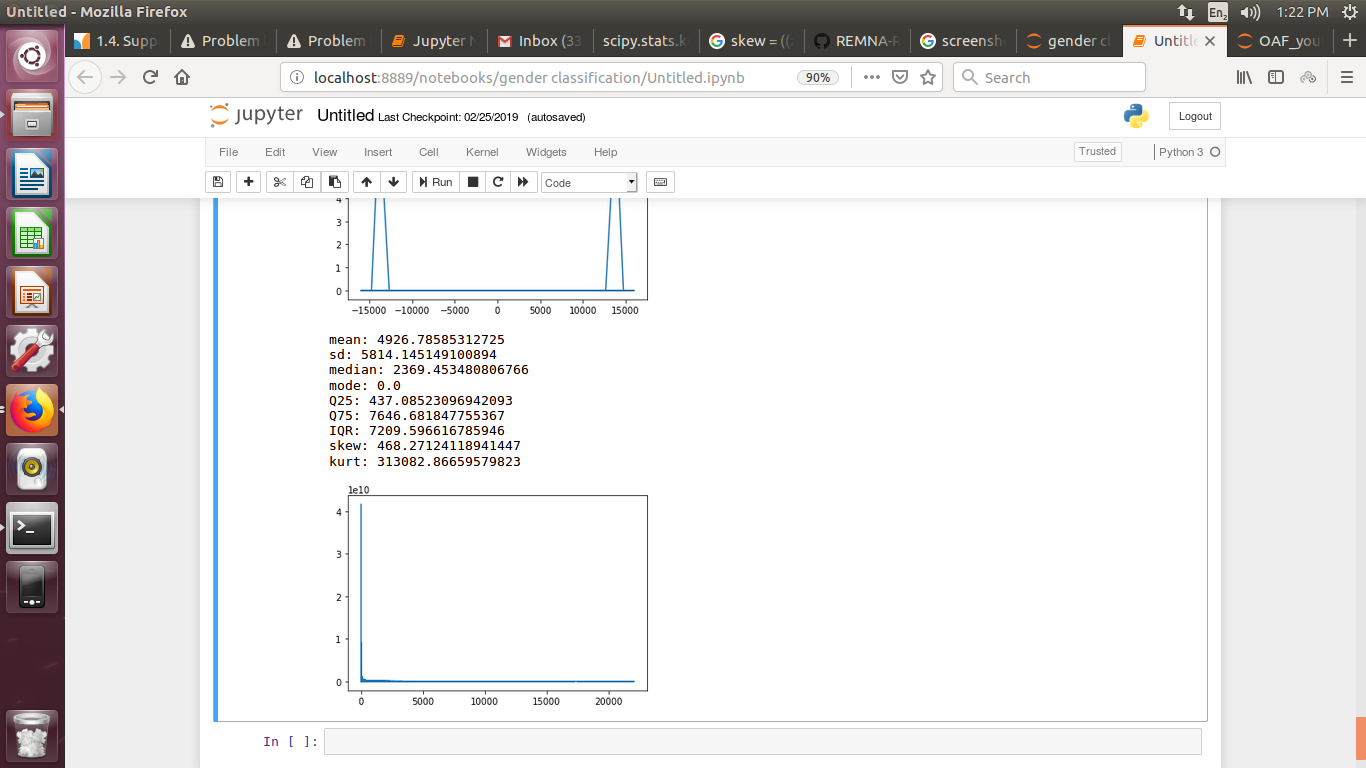 Untitled - Mozilla Firefox
En2
1:22 PM
1.4. Supp
Problem
Problem
Jupyter N
Inbox (33
scipy.stats.k
skew = ((
REMNA-R
screensh
gender cl
Untitle
OAF_you
localhost:8889/notebooks/gender classification/Untitled.ipynb
90%
Search
jupyter
Untitled Last Checkpoint: 02/25/2019 (autosaved)
Logout
File Edit View Insert Cell Kernel Widgets Help
Trusted
Python 3
Run
Code
4
3
2
1
0
−15000 −10000 −5000 0 5000 10000 15000
mean: 4926.78585312725
sd: 5814.145149100894
median: 2369.453480806766
mode: 0.0
Q25: 437.08523096942093
Q75: 7646.681847755367
IQR: 7209.596616785946
skew: 468.27124118941447
kurt: 313082.86659579823
1e10
4
3
2
1
0
0 5000 10000 15000 20000
In [ ]: